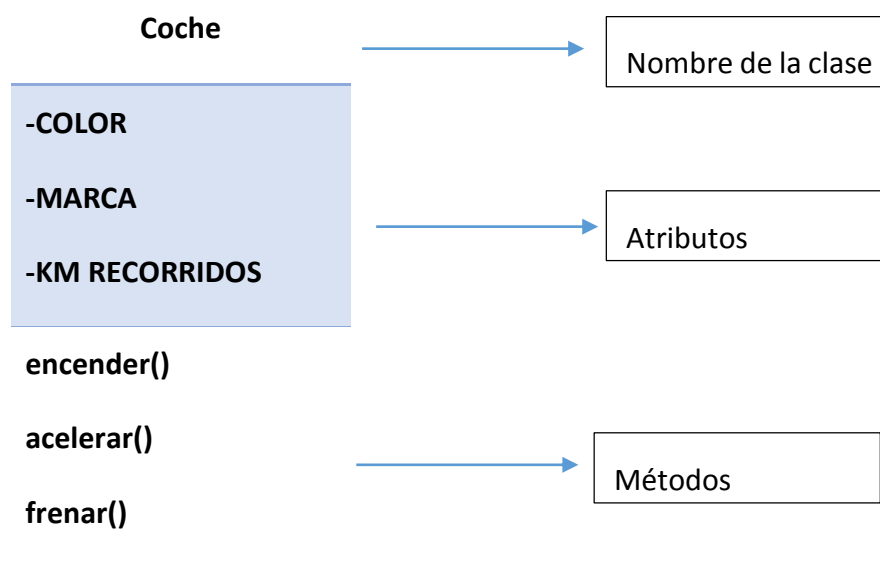 Coche
Nombre de la clase
-COLOR
-MARCA
Atributos
-KM RECORRIDOS
encender()
acelerar()
Métodos
frenar()